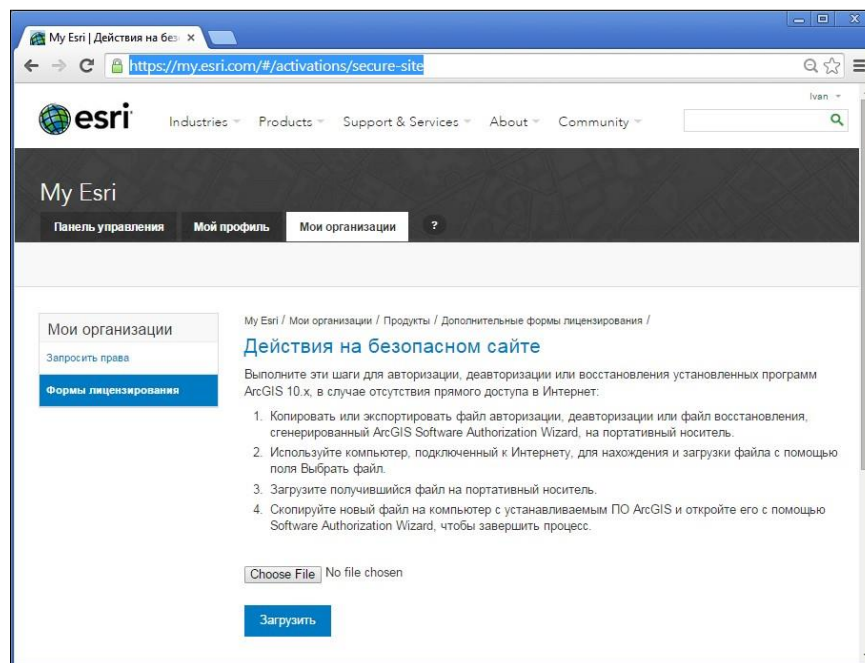 My Esri | Действия на без
https://my.esri.com/#/activations/secure-site
Ivan
esri
Industries Products Support & Services About Community
My Esri
Панель управления Мой профиль Мои организации ?
Мои организации
Запросить права
Формы лицензирования
My Esri / Мои организации / Продукты / Дополнительные формы лицензирования /
Действия на безопасном сайте
Выполните эти шаги для авторизации, деавторизации или восстановления установленных программ
ArcGIS 10.x, в случае отсутствия прямого доступа в Интернет:
1. Копировать или экспортировать файл авторизации, деавторизации или файл восстановления,
сгенерированный ArcGIS Software Authorization Wizard, на портативный носитель.
2. Используйте компьютер, подключенный к Интернету, для нахождения и загрузки файла с помощью
поля Выбрать файл.
3. Загрузите получившийся файл на портативный носитель.
4. Скопируйте новый файл на компьютер с устанавливаемым ПО ArcGIS и откройте его с помощью
Software Authorization Wizard, чтобы завершить процесс.
Choose File No file chosen
Загрузить